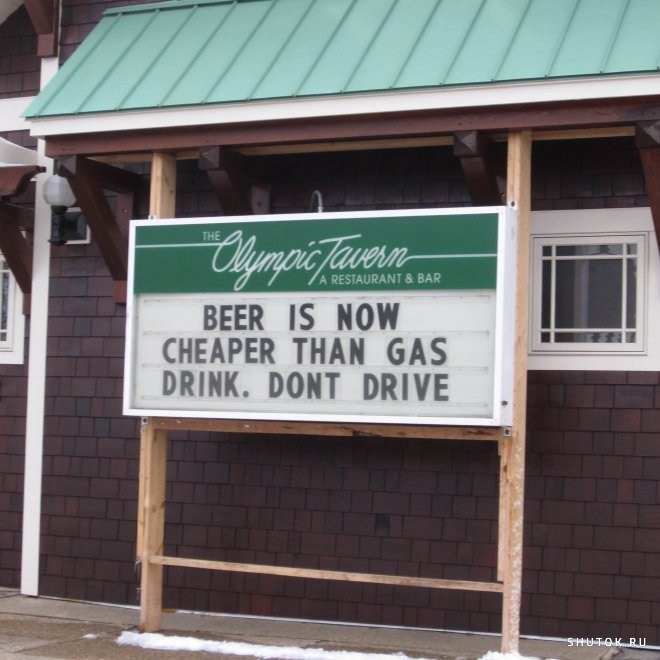 THE
Olympic Tavern
A RESTAURANT & BAR
BEER IS NOW
CHEAPER THAN GAS
DRINK. DONT DRIVE
SHUTOK.RU